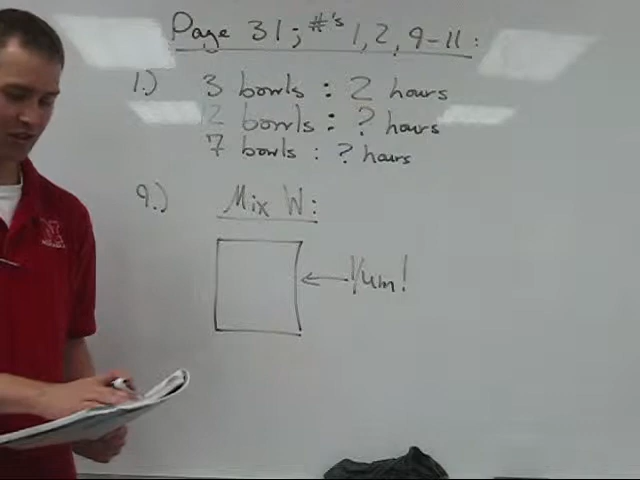 Page 31; #'s 1, 2, 9-11:
1.) 3 bowls : 2 hours
2 bowls : ? hours
7 bowls : ? hours
9.) Mix W:
Yum!